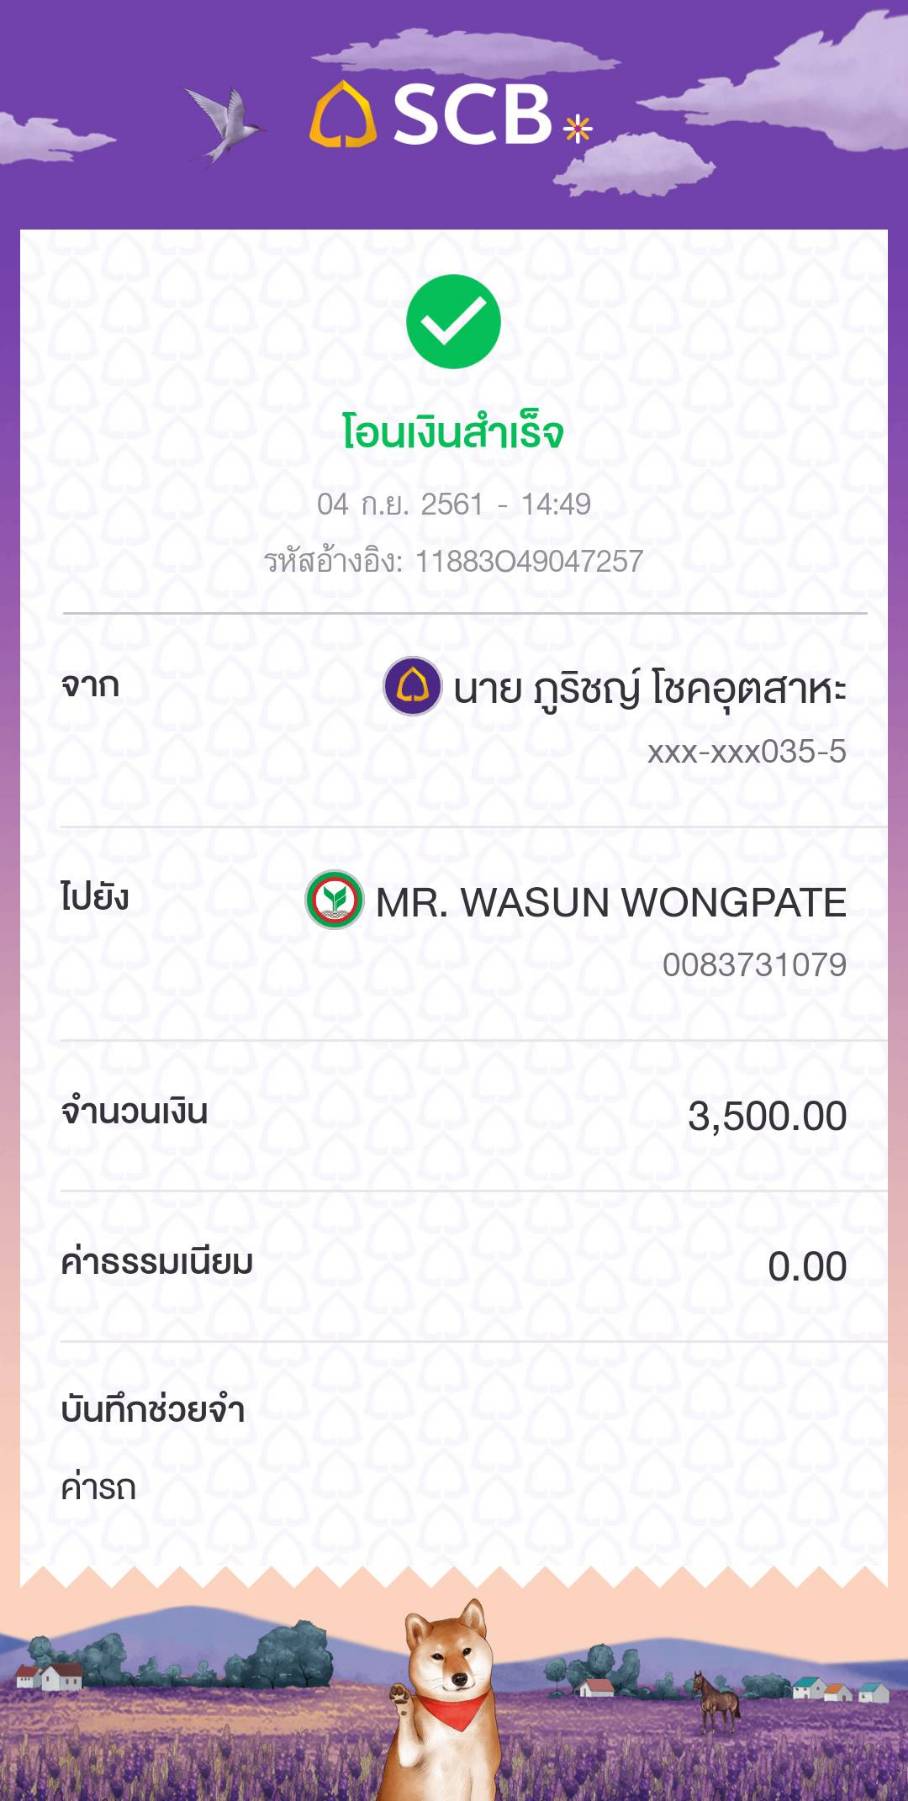 SCB
โอนเงินสำเร็จ
04 ก.ย. 2561 - 14:49
รหัสอ้างอิง: 11883O49047257
จาก
นาย ภูริชญ์ โชคอุตสาหะ
xxx-xxx035-5
ไปยัง
MR. WASUN WONGPATE
0083731079
จำนวนเงิน
3,500.00
ค่าธรรมเนียม
0.00
บันทึกช่วยจำ
ค่ารถ